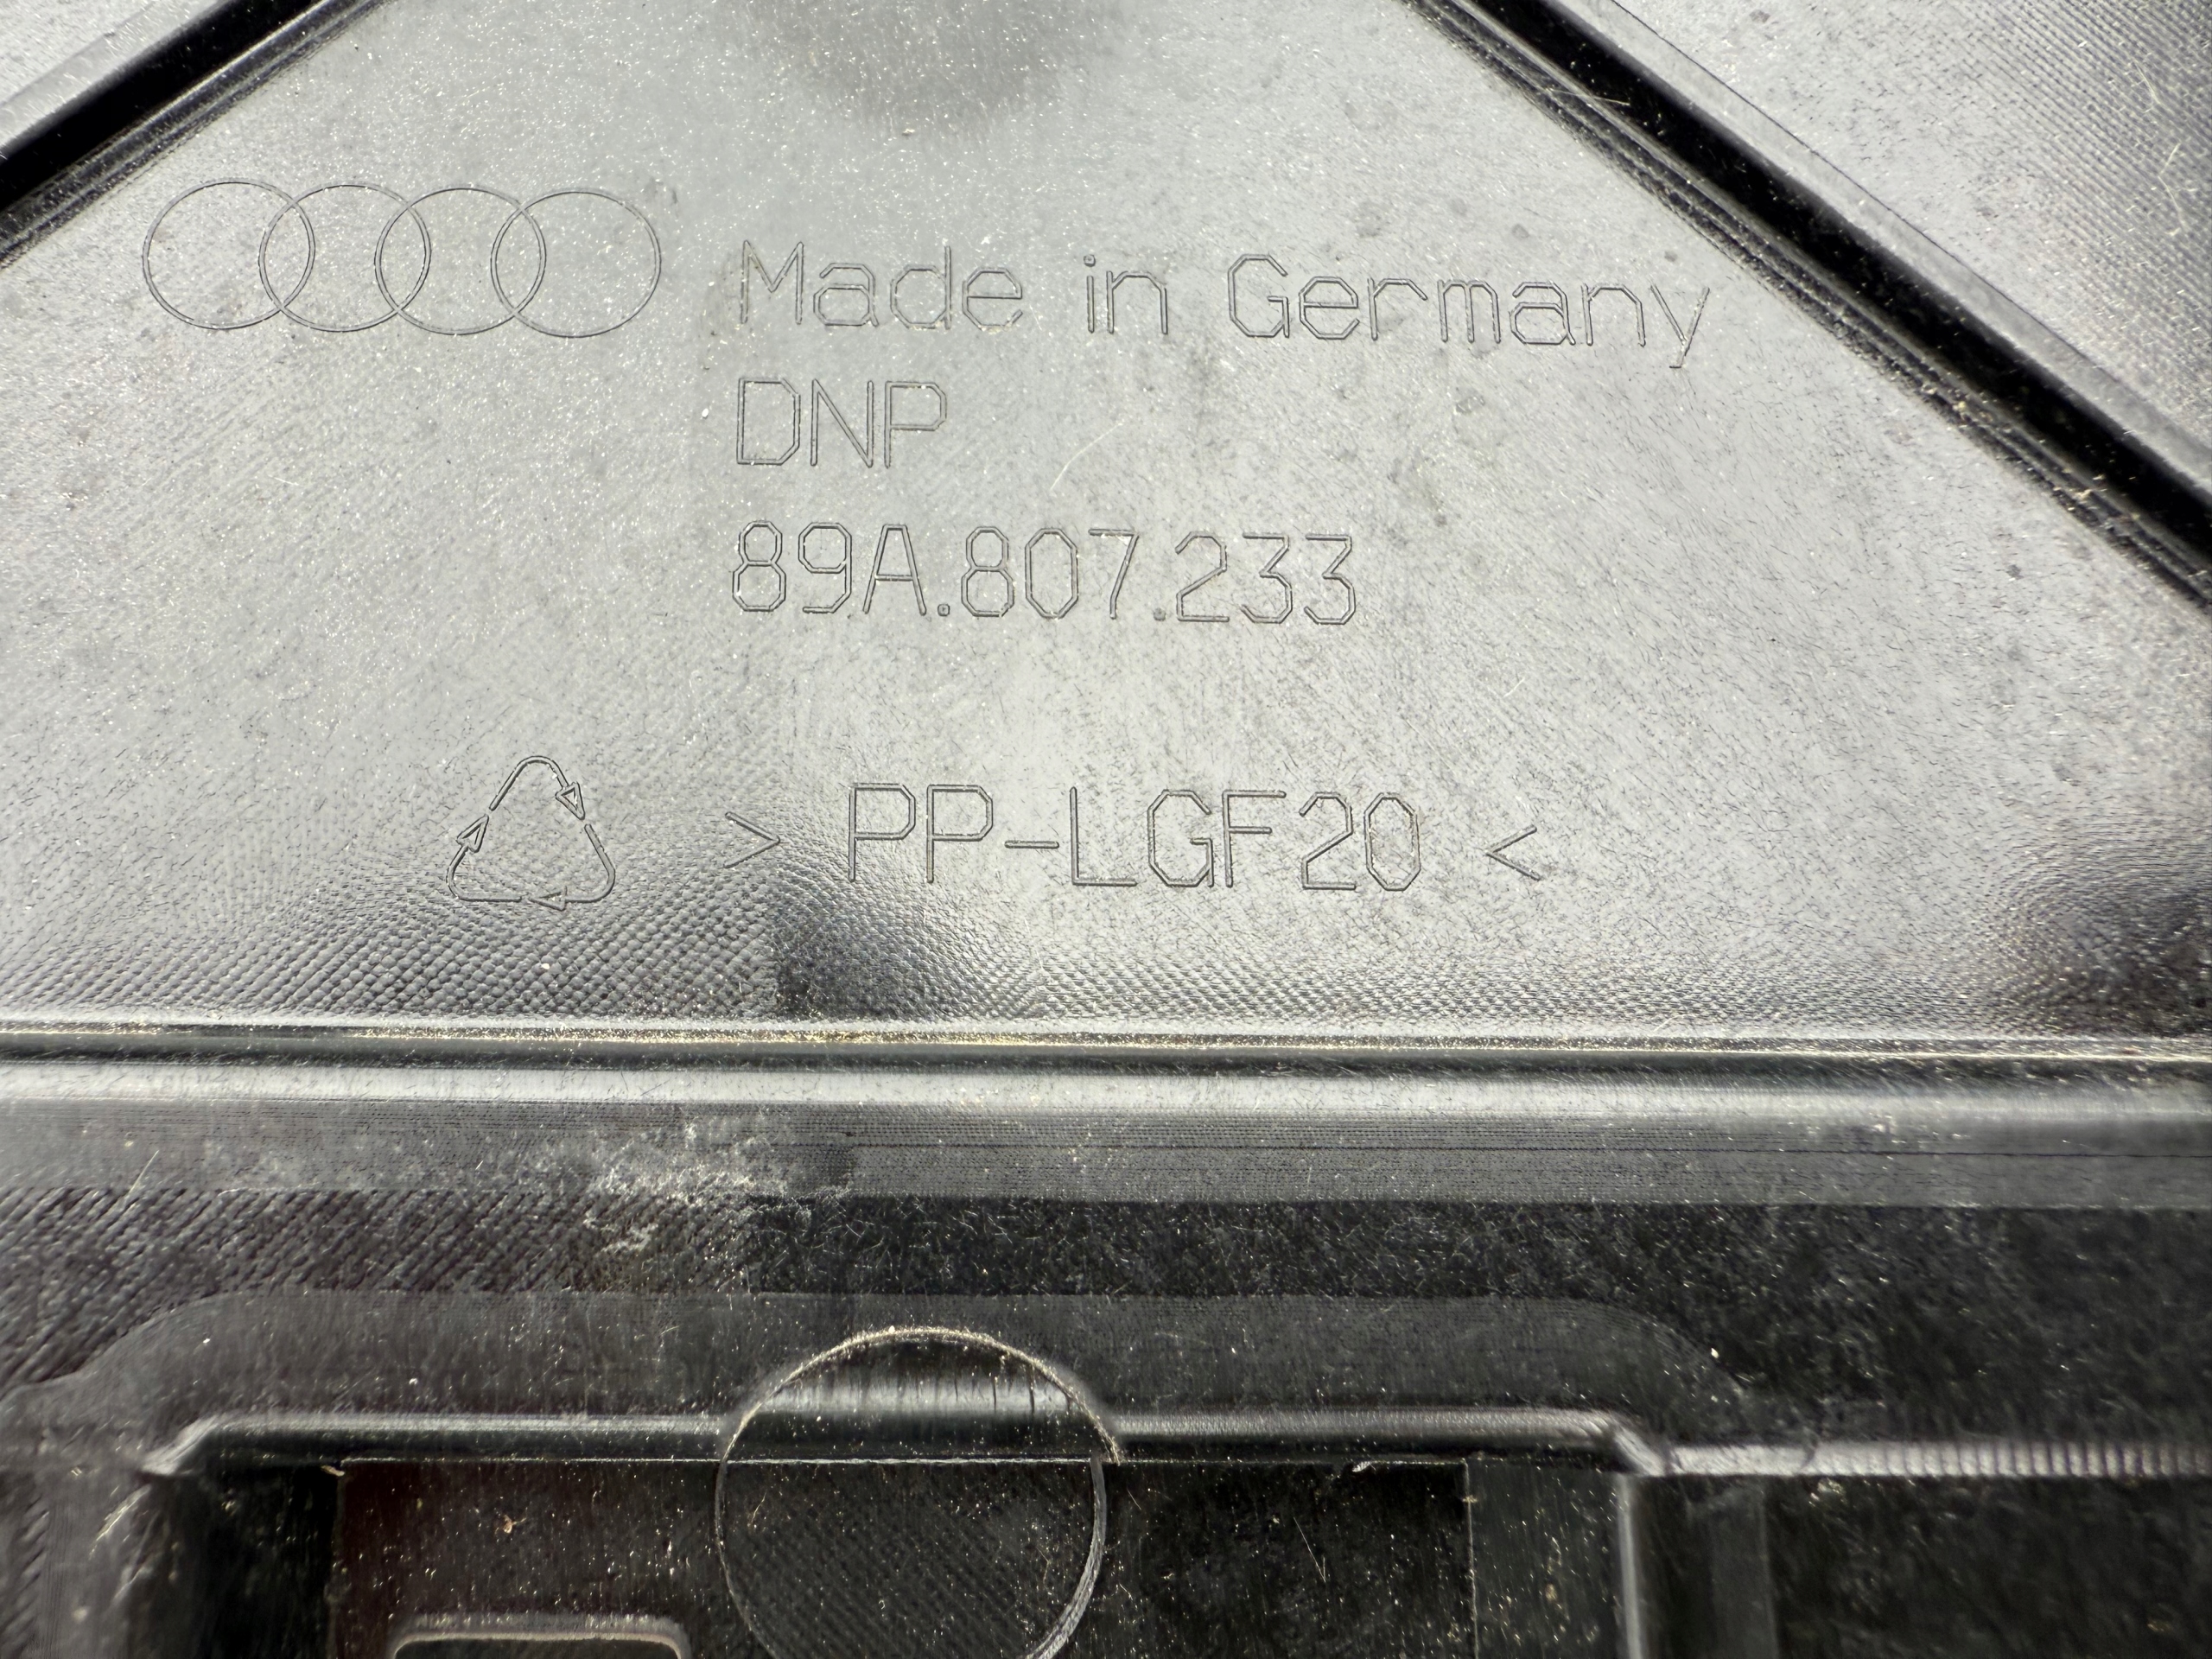 Made in Germany
DNP
89A.807.233
> PP-LGF20 <